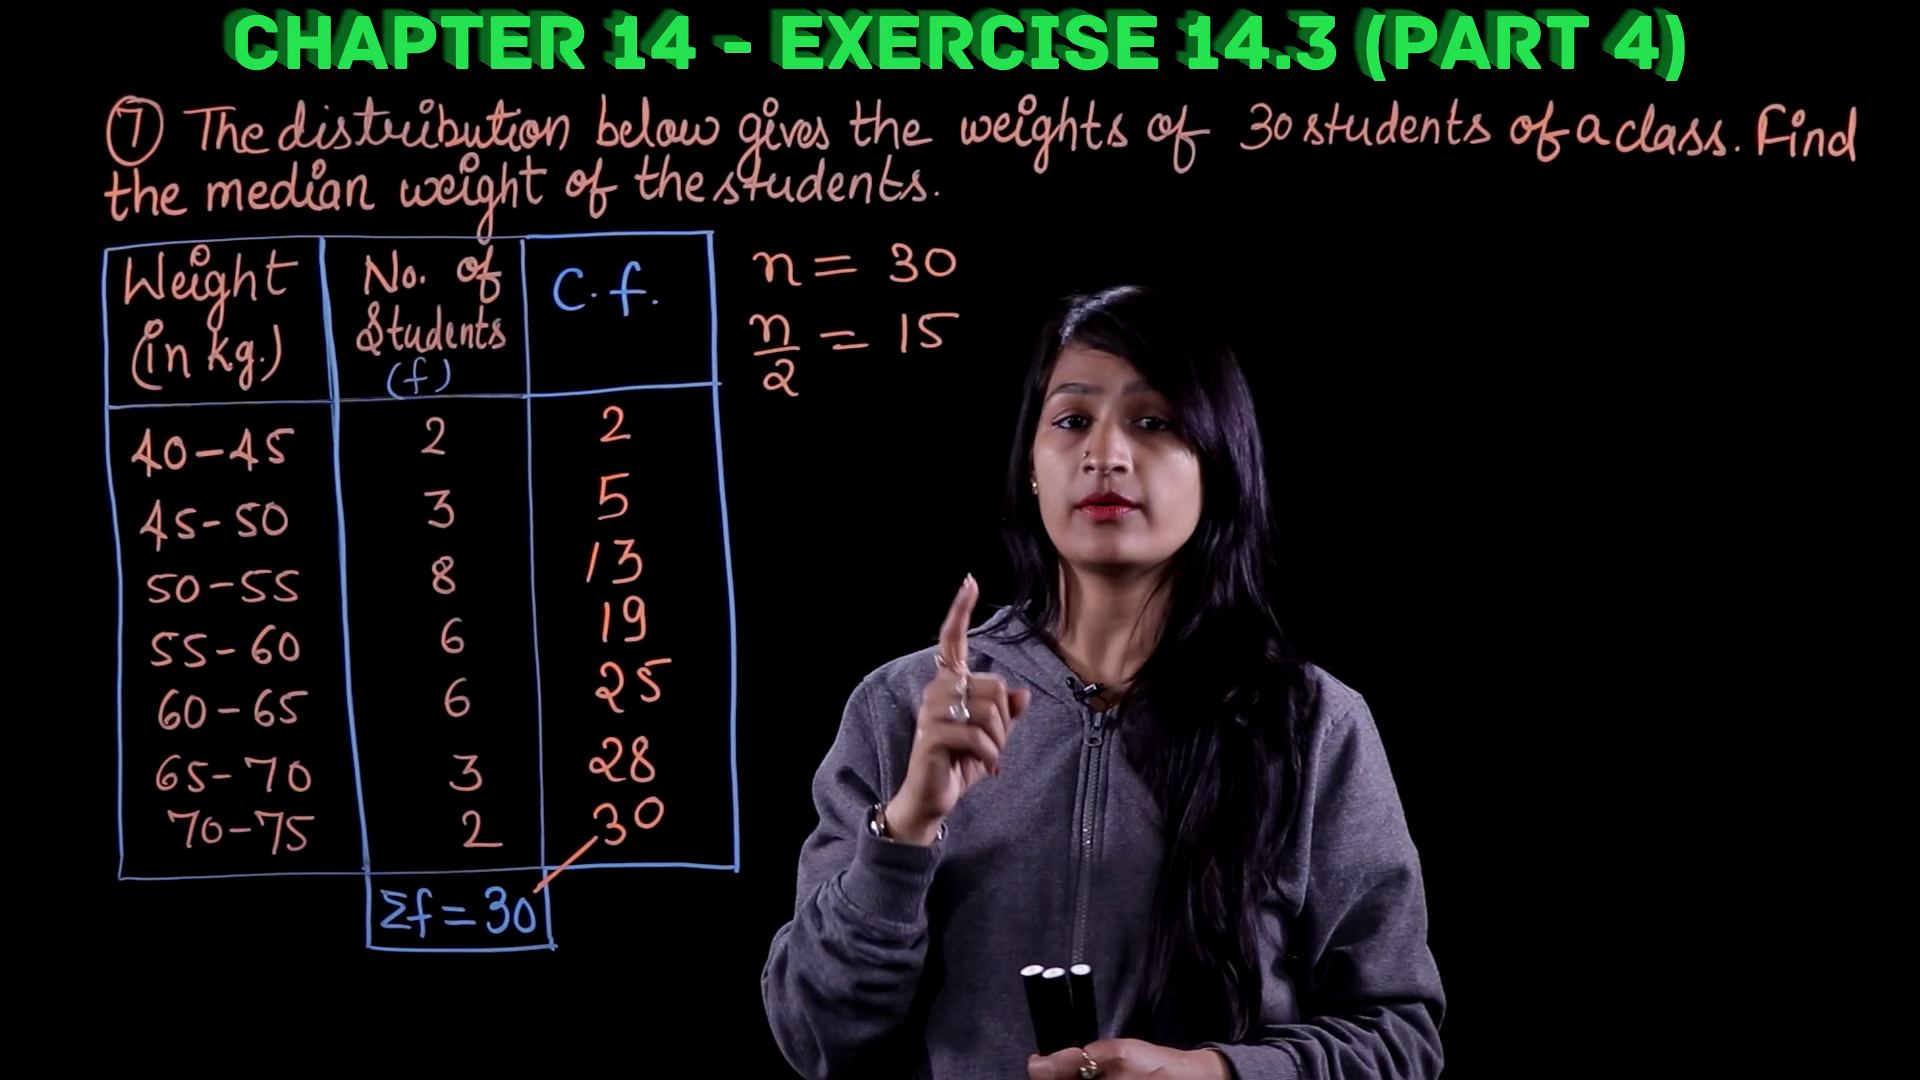 CHAPTER 14 - EXERCISE 14.3 (PART 4)
⑦ The distribution below gives the weights of 30 students of a class. Find
the median weight of the students.
Weight (in kg.) No. of Students (f) C.f.
40-45 2 2
45-50 3 5
50-55 8 13
55-60 6 19
60-65 6 25
65-70 3 28
70-75 2 30
Σf = 30
n = 30
n/2 = 15